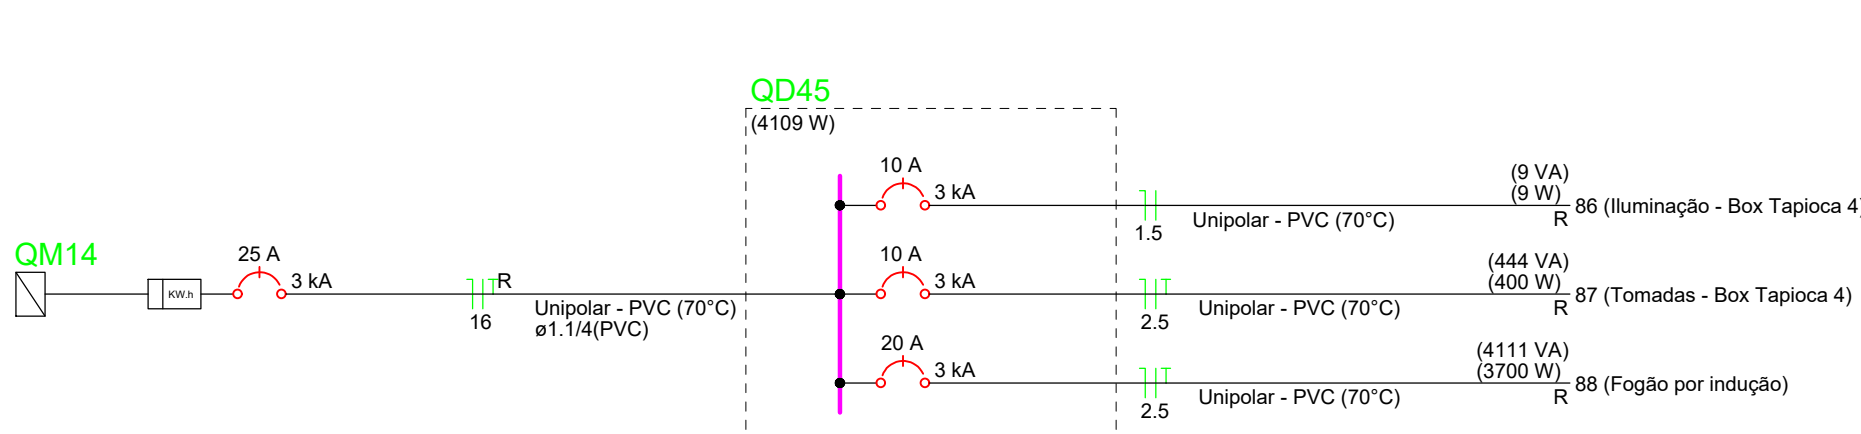 QD45
(4109 W)
10 A
3 kA
1.5
Unipolar - PVC (70°C)
(9 VA)
(9 W)
R
86 (Iluminação - Box Tapioca 4)
QM14
KW.h
25 A
3 kA
16
R
Unipolar - PVC (70°C)
ø1.1/4(PVC)
10 A
3 kA
2.5
Unipolar - PVC (70°C)
(444 VA)
(400 W)
R
87 (Tomadas - Box Tapioca 4)
20 A
3 kA
2.5
Unipolar - PVC (70°C)
(4111 VA)
(3700 W)
R
88 (Fogão por indução)